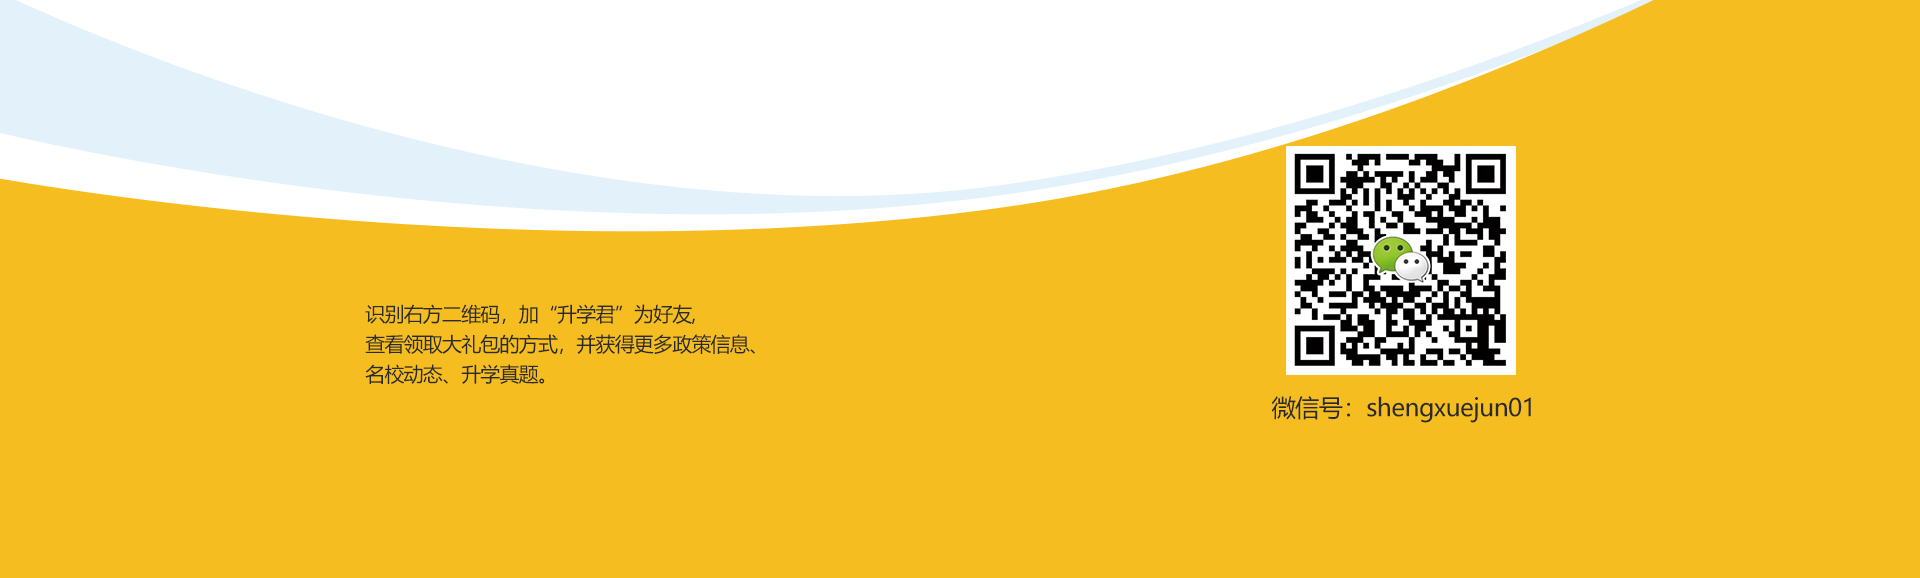 识别右方二维码，加“升学君”为好友,
查看领取大礼包的方式，并获得更多政策信息、
名校动态、升学真题。
微信号：shengxuejun01